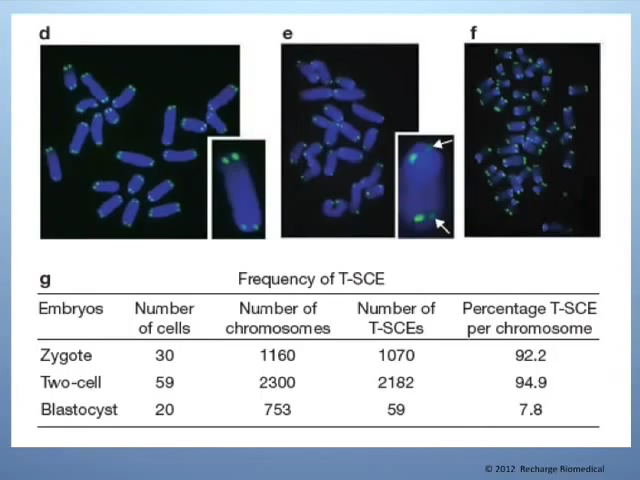 d
e
f
g
Frequency of T-SCE
Embryos Number of cells Number of chromosomes Number of T-SCEs Percentage T-SCE per chromosome
Zygote 30 1160 1070 92.2
Two-cell 59 2300 2182 94.9
Blastocyst 20 753 59 7.8
© 2012 Recharge Biomedical